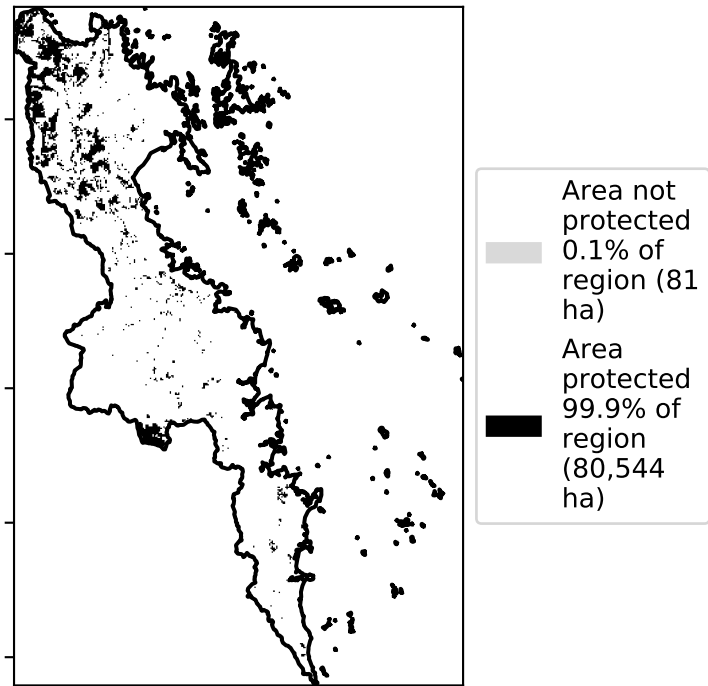 Area not
protected
0.1% of
region (81
ha)
Area
protected
99.9% of
region
(80,544
ha)